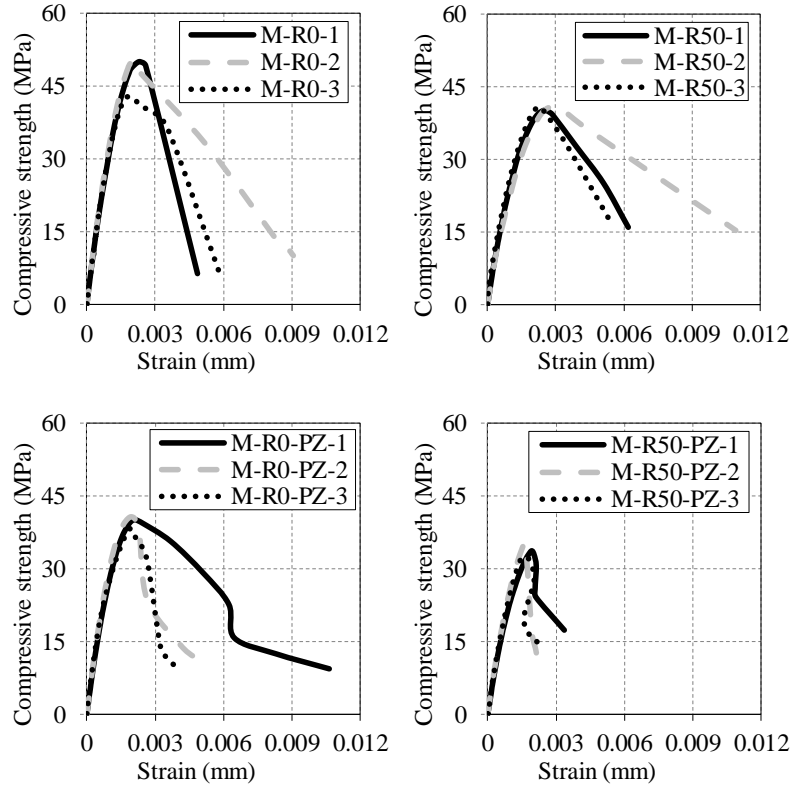 Compressive strength (MPa)
60
45
30
15
0
M-R0-1
M-R0-2
M-R0-3
0 0.003 0.006 0.009 0.012
Strain (mm)
Compressive strength (MPa)
60
45
30
15
0
M-R50-1
M-R50-2
M-R50-3
0 0.003 0.006 0.009 0.012
Strain (mm)
Compressive strength (MPa)
60
45
30
15
0
M-R0-PZ-1
M-R0-PZ-2
M-R0-PZ-3
0 0.003 0.006 0.009 0.012
Strain (mm)
Compressive strength (MPa)
60
45
30
15
0
M-R50-PZ-1
M-R50-PZ-2
M-R50-PZ-3
0 0.003 0.006 0.009 0.012
Strain (mm)